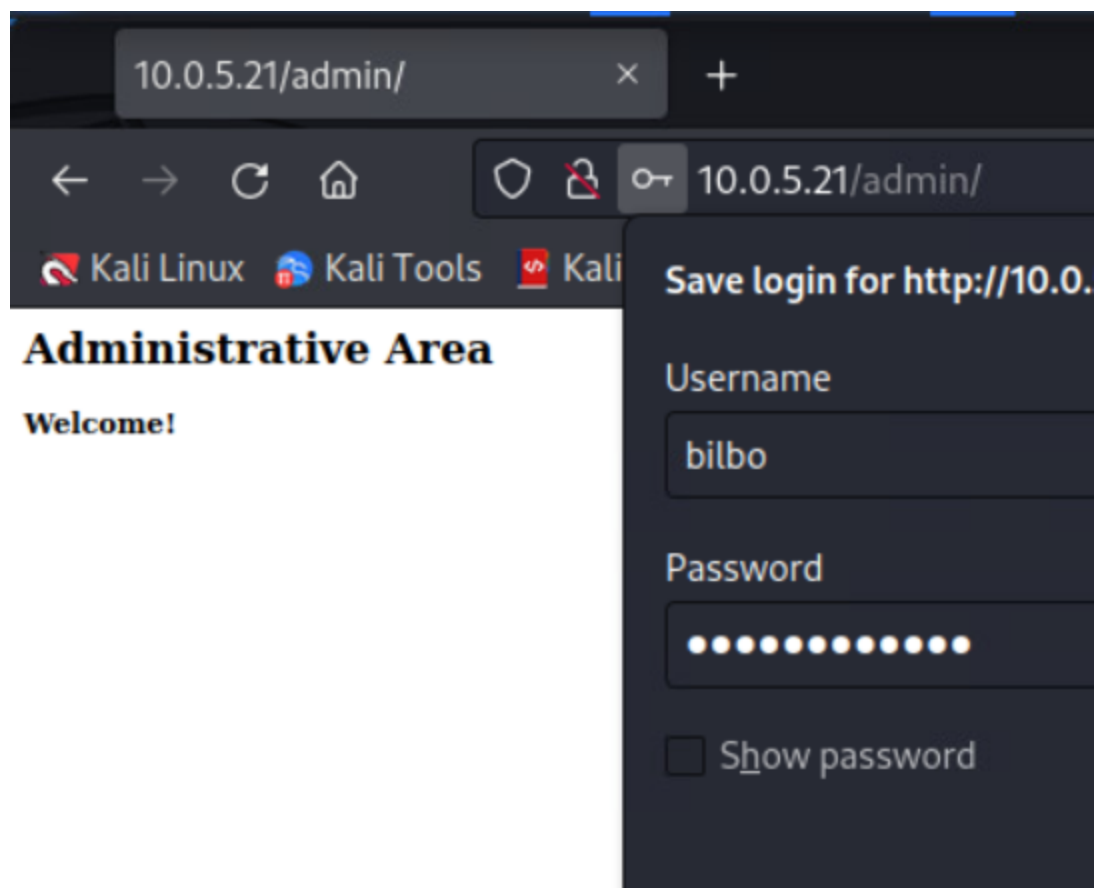 10.0.5.21/admin/
10.0.5.21/admin/
Kali Linux Kali Tools Kali
Save login for http://10.0.
Administrative Area
Username
Welcome!
bilbo
Password
Show password